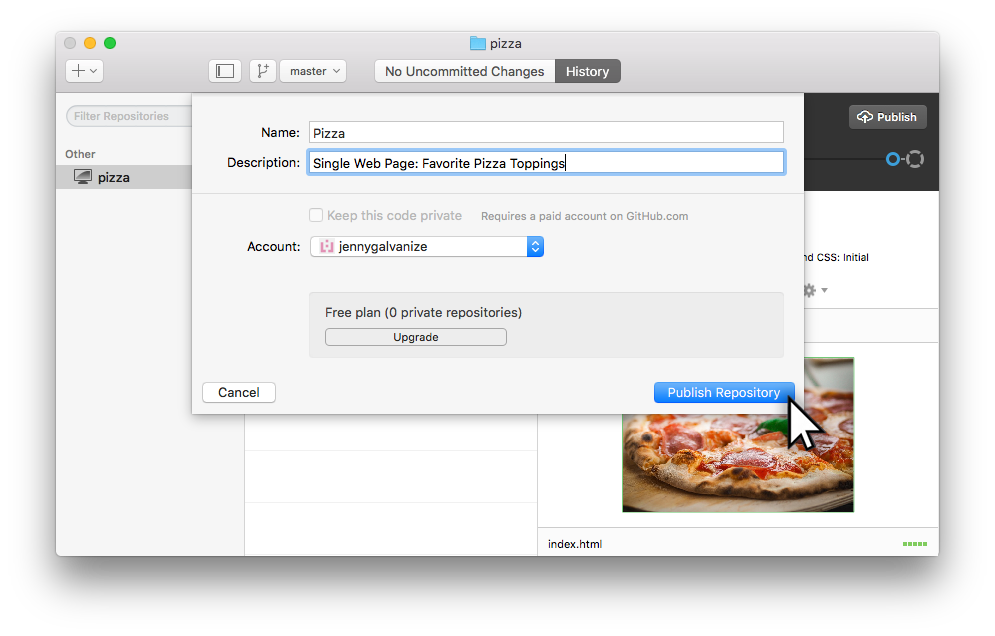 pizza
master
No Uncommitted Changes
History
Filter Repositories
Publish
Other
pizza
Name: Pizza
Description: Single Web Page: Favorite Pizza Toppings
Keep this code private Requires a paid account on GitHub.com
Account: jennygalvanize
nd CSS: Initial
Free plan (0 private repositories)
Upgrade
Cancel
Publish Repository
index.html